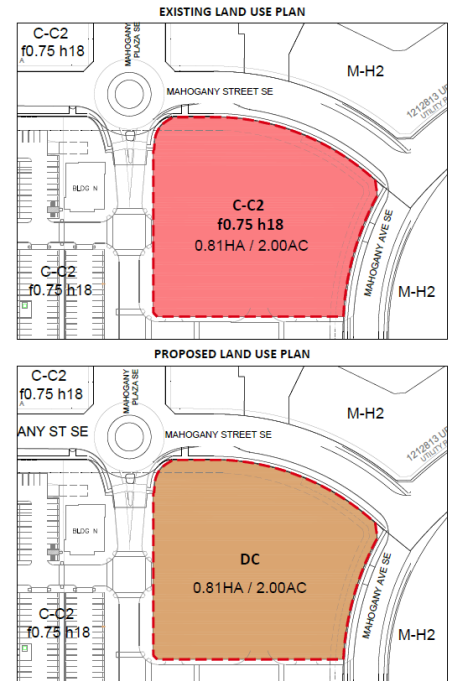 EXISTING LAND USE PLAN
C-C2
f0.75 h18
A
MAHOGANY
PLAZA SE
M-H2
MAHOGANY STREET SE
1212813
UTILITY
BLDG N
C-C2
f0.75 h18
0.81HA / 2.00AC
C-C2
f0.75 h18
MAHOGANY AVE SE
M-H2
PROPOSED LAND USE PLAN
C-C2
f0.75 h18
A
MAHOGANY
PLAZA SE
M-H2
ANY ST SE
MAHOGANY STREET SE
1212813
UTILITY
BLDG N
DC
0.81HA / 2.00AC
C-C2
f0.75 h18
MAHOGANY AVE SE
M-H2